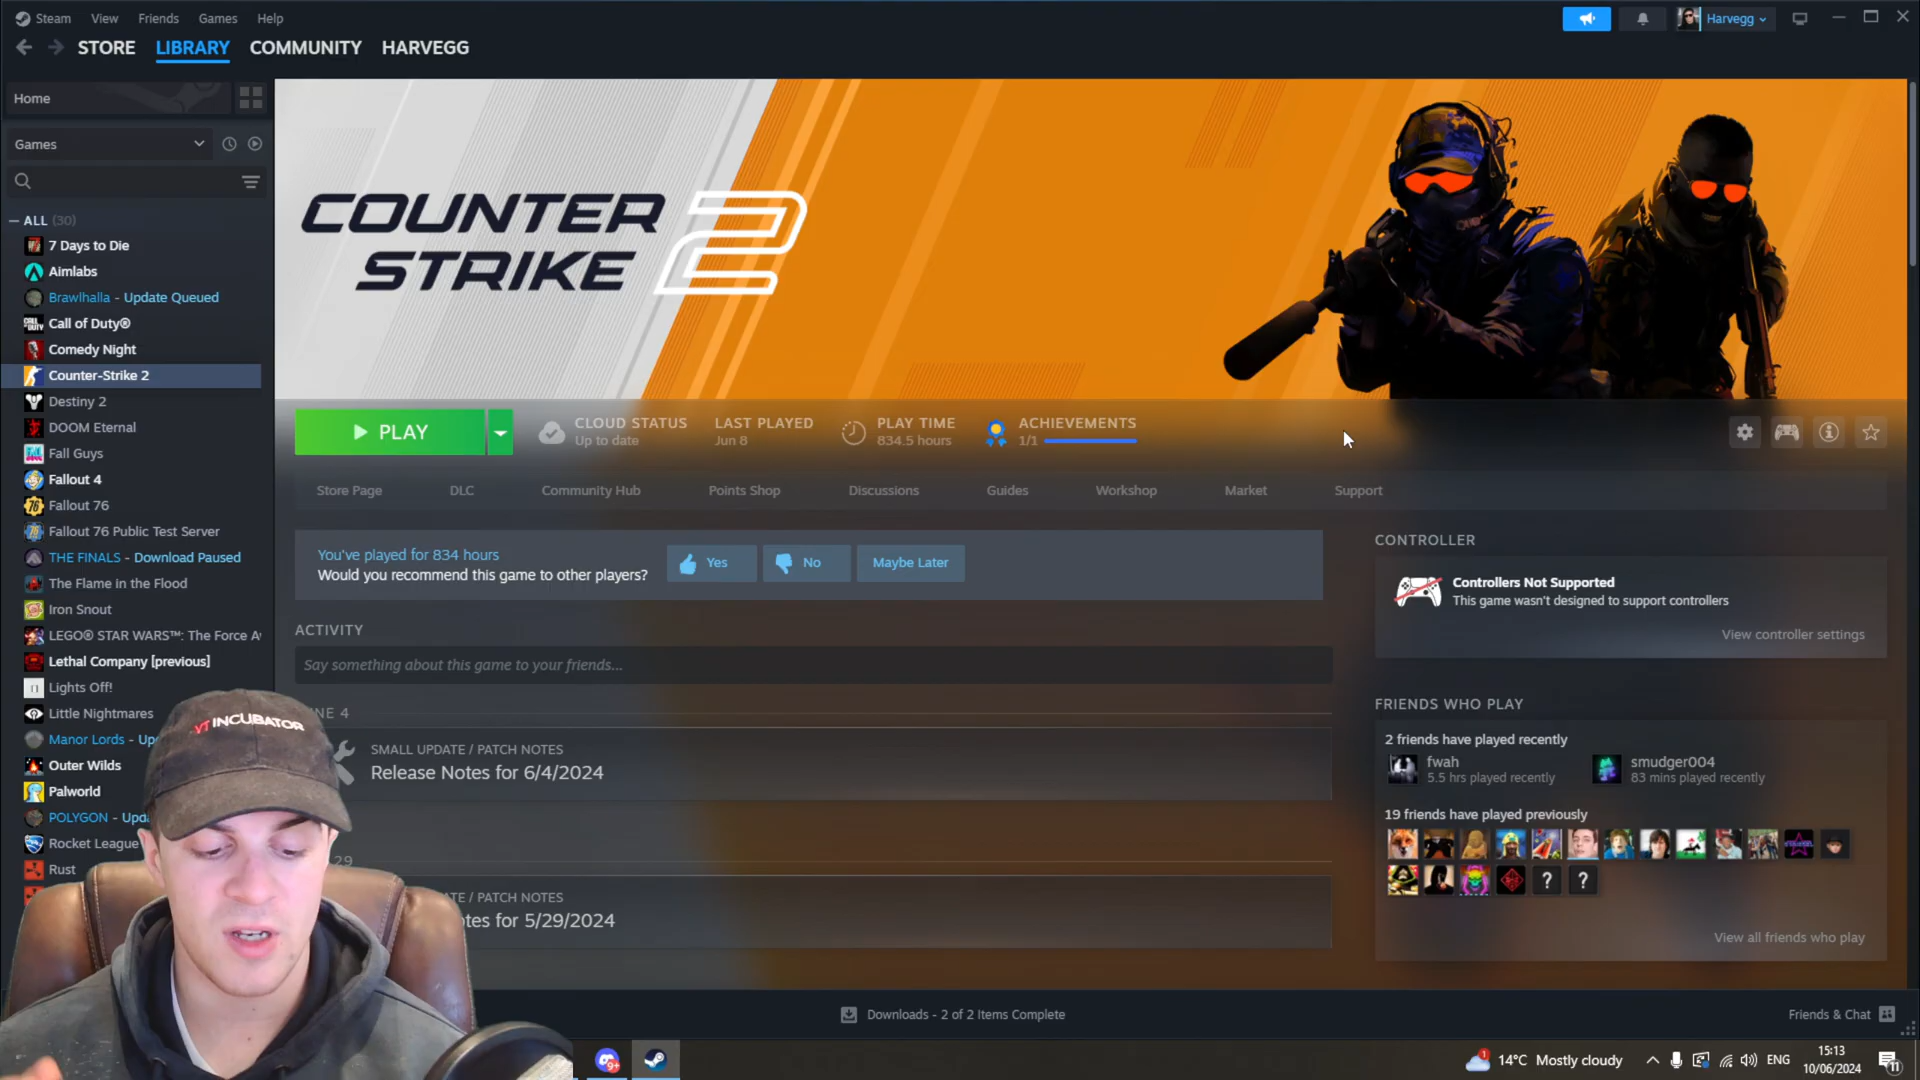 Steam View Friends Games Help
Harvegg
STORE LIBRARY COMMUNITY HARVEGG
Home
Games
ALL (30)
7 Days to Die
Aimlabs
Brawlhalla - Update Queued
Call of Duty®
Comedy Night
Counter-Strike 2
Destiny 2
DOOM Eternal
Fall Guys
Fallout 4
Fallout 76
Fallout 76 Public Test Server
THE FINALS - Download Paused
The Flame in the Flood
Iron Snout
LEGO® STAR WARS™: The Force A
Lethal Company [previous]
Lights Off!
Little Nightmares
Manor Lords - Up
Outer Wilds
Palworld
POLYGON - Upd
Rocket League
Rust
VT INCUBATOR
COUNTER
STRIKE 2
PLAY
CLOUD STATUS
Up to date
LAST PLAYED
Jun 8
PLAY TIME
834.5 hours
ACHIEVEMENTS
1/1
Store Page DLC Community Hub Points Shop Discussions Guides Workshop Market Support
You've played for 834 hours
Would you recommend this game to other players?
Yes No Maybe Later
ACTIVITY
Say something about this game to your friends...
NE 4
SMALL UPDATE / PATCH NOTES
Release Notes for 6/4/2024
29
TE / PATCH NOTES
tes for 5/29/2024
CONTROLLER
Controllers Not Supported
This game wasn't designed to support controllers
View controller settings
FRIENDS WHO PLAY
2 friends have played recently
fwah
5.5 hrs played recently
smudger004
83 mins played recently
19 friends have played previously
? ?
View all friends who play
Downloads - 2 of 2 Items Complete
Friends & Chat
9+
1
14°C Mostly cloudy
ENG
15:13
10/06/2024
11